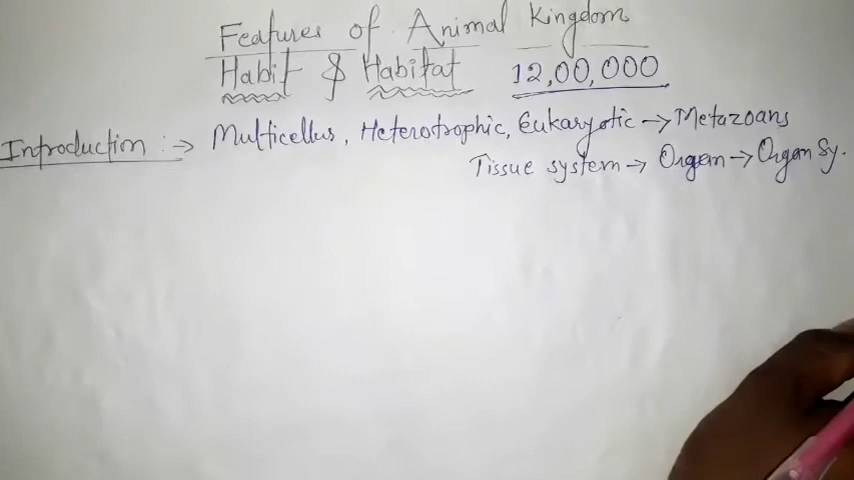 Features of Animal Kingdom
Habit & Habitat 12,00,000
Introduction :→ Multicellus, Heterotrophic, Eukaryotic → Metazoans
Tissue system → Organ → Organ Sy.